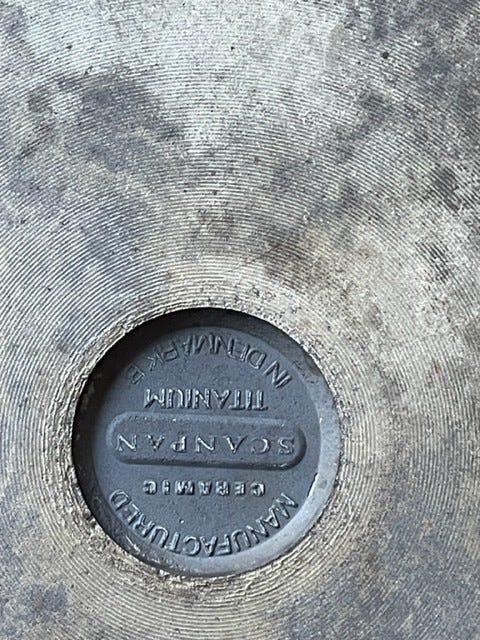 MANUFACTURED
CERAMIC
SCANPAN
TITANIUM
IN DENMARK B